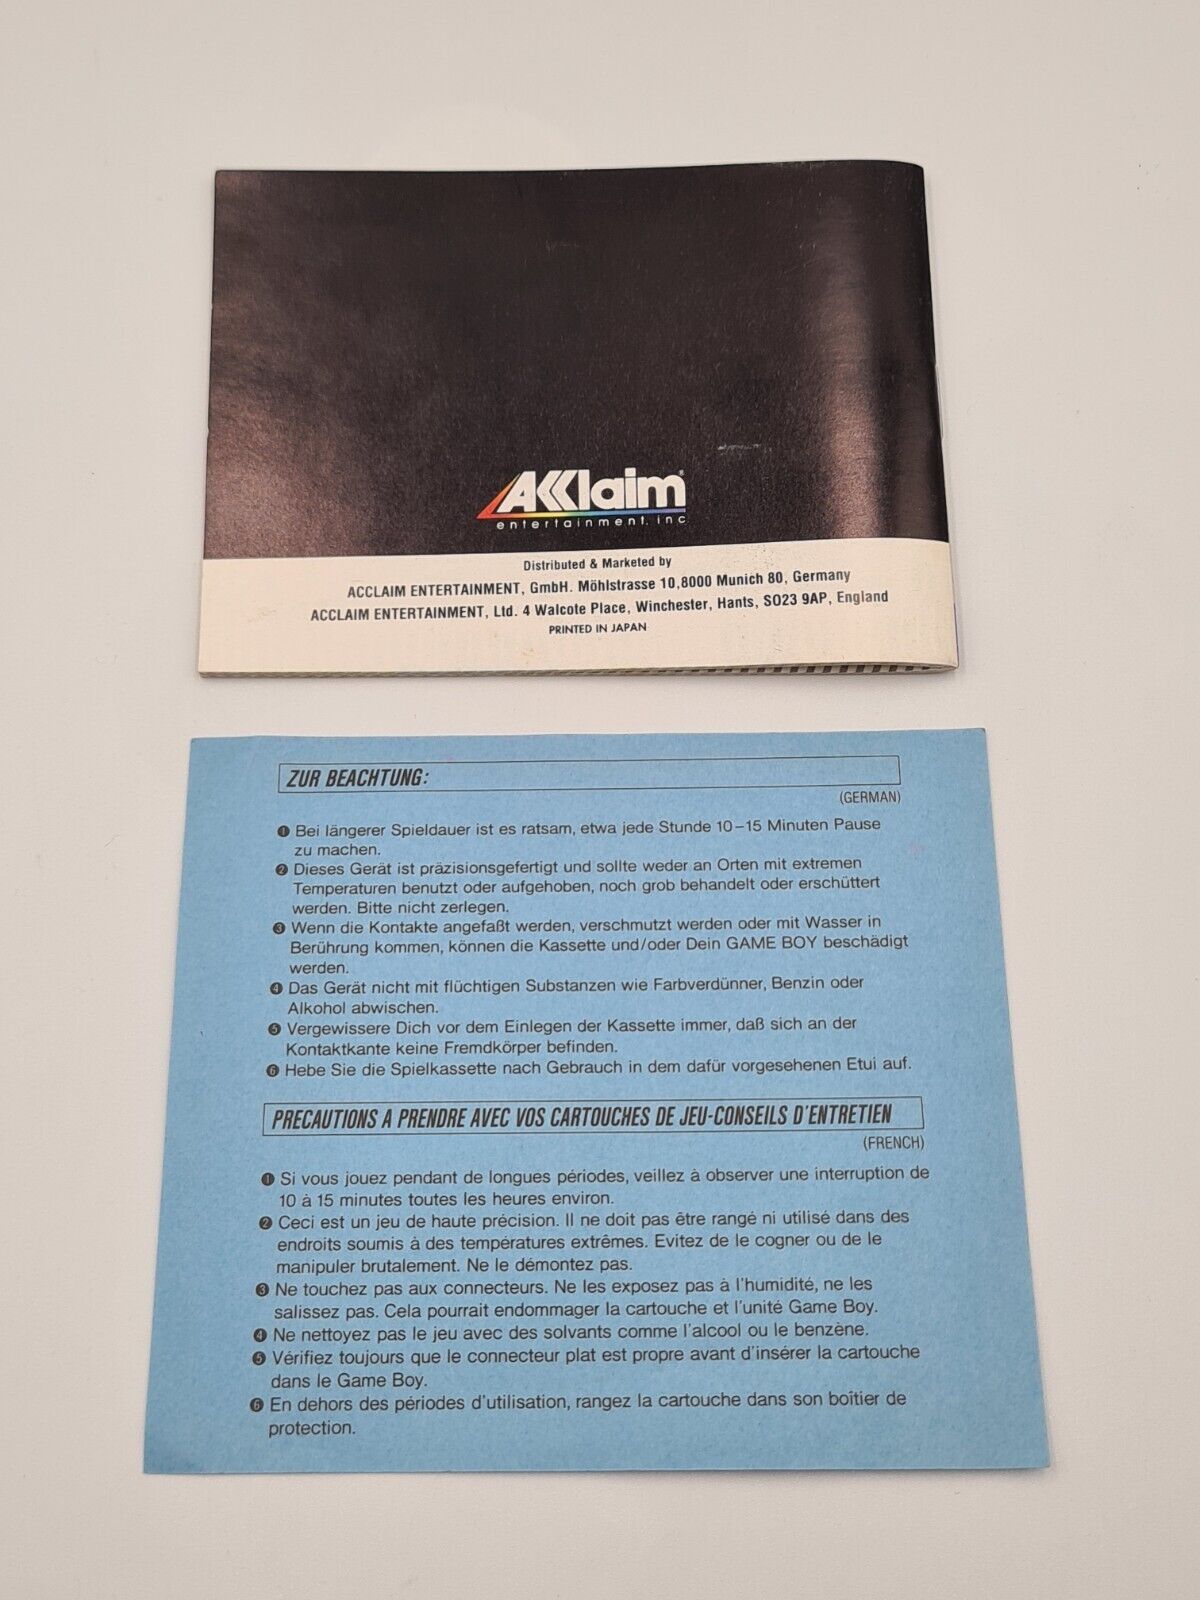 Acclaim®
entertainment, inc
Distributed & Marketed by
ACCLAIM ENTERTAINMENT, GmbH. Möhlstrasse 10,8000 Munich 80, Germany
ACCLAIM ENTERTAINMENT, Ltd. 4 Walcote Place, Winchester, Hants, SO23 9AP, England
PRINTED IN JAPAN
ZUR BEACHTUNG:
(GERMAN)
❶ Bei längerer Spieldauer ist es ratsam, etwa jede Stunde 10–15 Minuten Pause
zu machen.
❷ Dieses Gerät ist präzisionsgefertigt und sollte weder an Orten mit extremen
Temperaturen benutzt oder aufgehoben, noch grob behandelt oder erschüttert
werden. Bitte nicht zerlegen.
❸ Wenn die Kontakte angefaßt werden, verschmutzt werden oder mit Wasser in
Berührung kommen, können die Kassette und/oder Dein GAME BOY beschädigt
werden.
❹ Das Gerät nicht mit flüchtigen Substanzen wie Farbverdünner, Benzin oder
Alkohol abwischen.
❺ Vergewissere Dich vor dem Einlegen der Kassette immer, daß sich an der
Kontaktkante keine Fremdkörper befinden.
❻ Hebe Sie die Spielkassette nach Gebrauch in dem dafür vorgesehenen Etui auf.
PRECAUTIONS A PRENDRE AVEC VOS CARTOUCHES DE JEU-CONSEILS D'ENTRETIEN
(FRENCH)
❶ Si vous jouez pendant de longues périodes, veillez à observer une interruption de
10 à 15 minutes toutes les heures environ.
❷ Ceci est un jeu de haute précision. Il ne doit pas être rangé ni utilisé dans des
endroits soumis à des températures extrêmes. Evitez de le cogner ou de le
manipuler brutalement. Ne le démontez pas.
❸ Ne touchez pas aux connecteurs. Ne les exposez pas à l'humidité, ne les
salissez pas. Cela pourrait endommager la cartouche et l'unité Game Boy.
❹ Ne nettoyez pas le jeu avec des solvants comme l'alcool ou le benzène.
❺ Vérifiez toujours que le connecteur plat est propre avant d'insérer la cartouche
dans le Game Boy.
❻ En dehors des périodes d'utilisation, rangez la cartouche dans son boîtier de
protection.